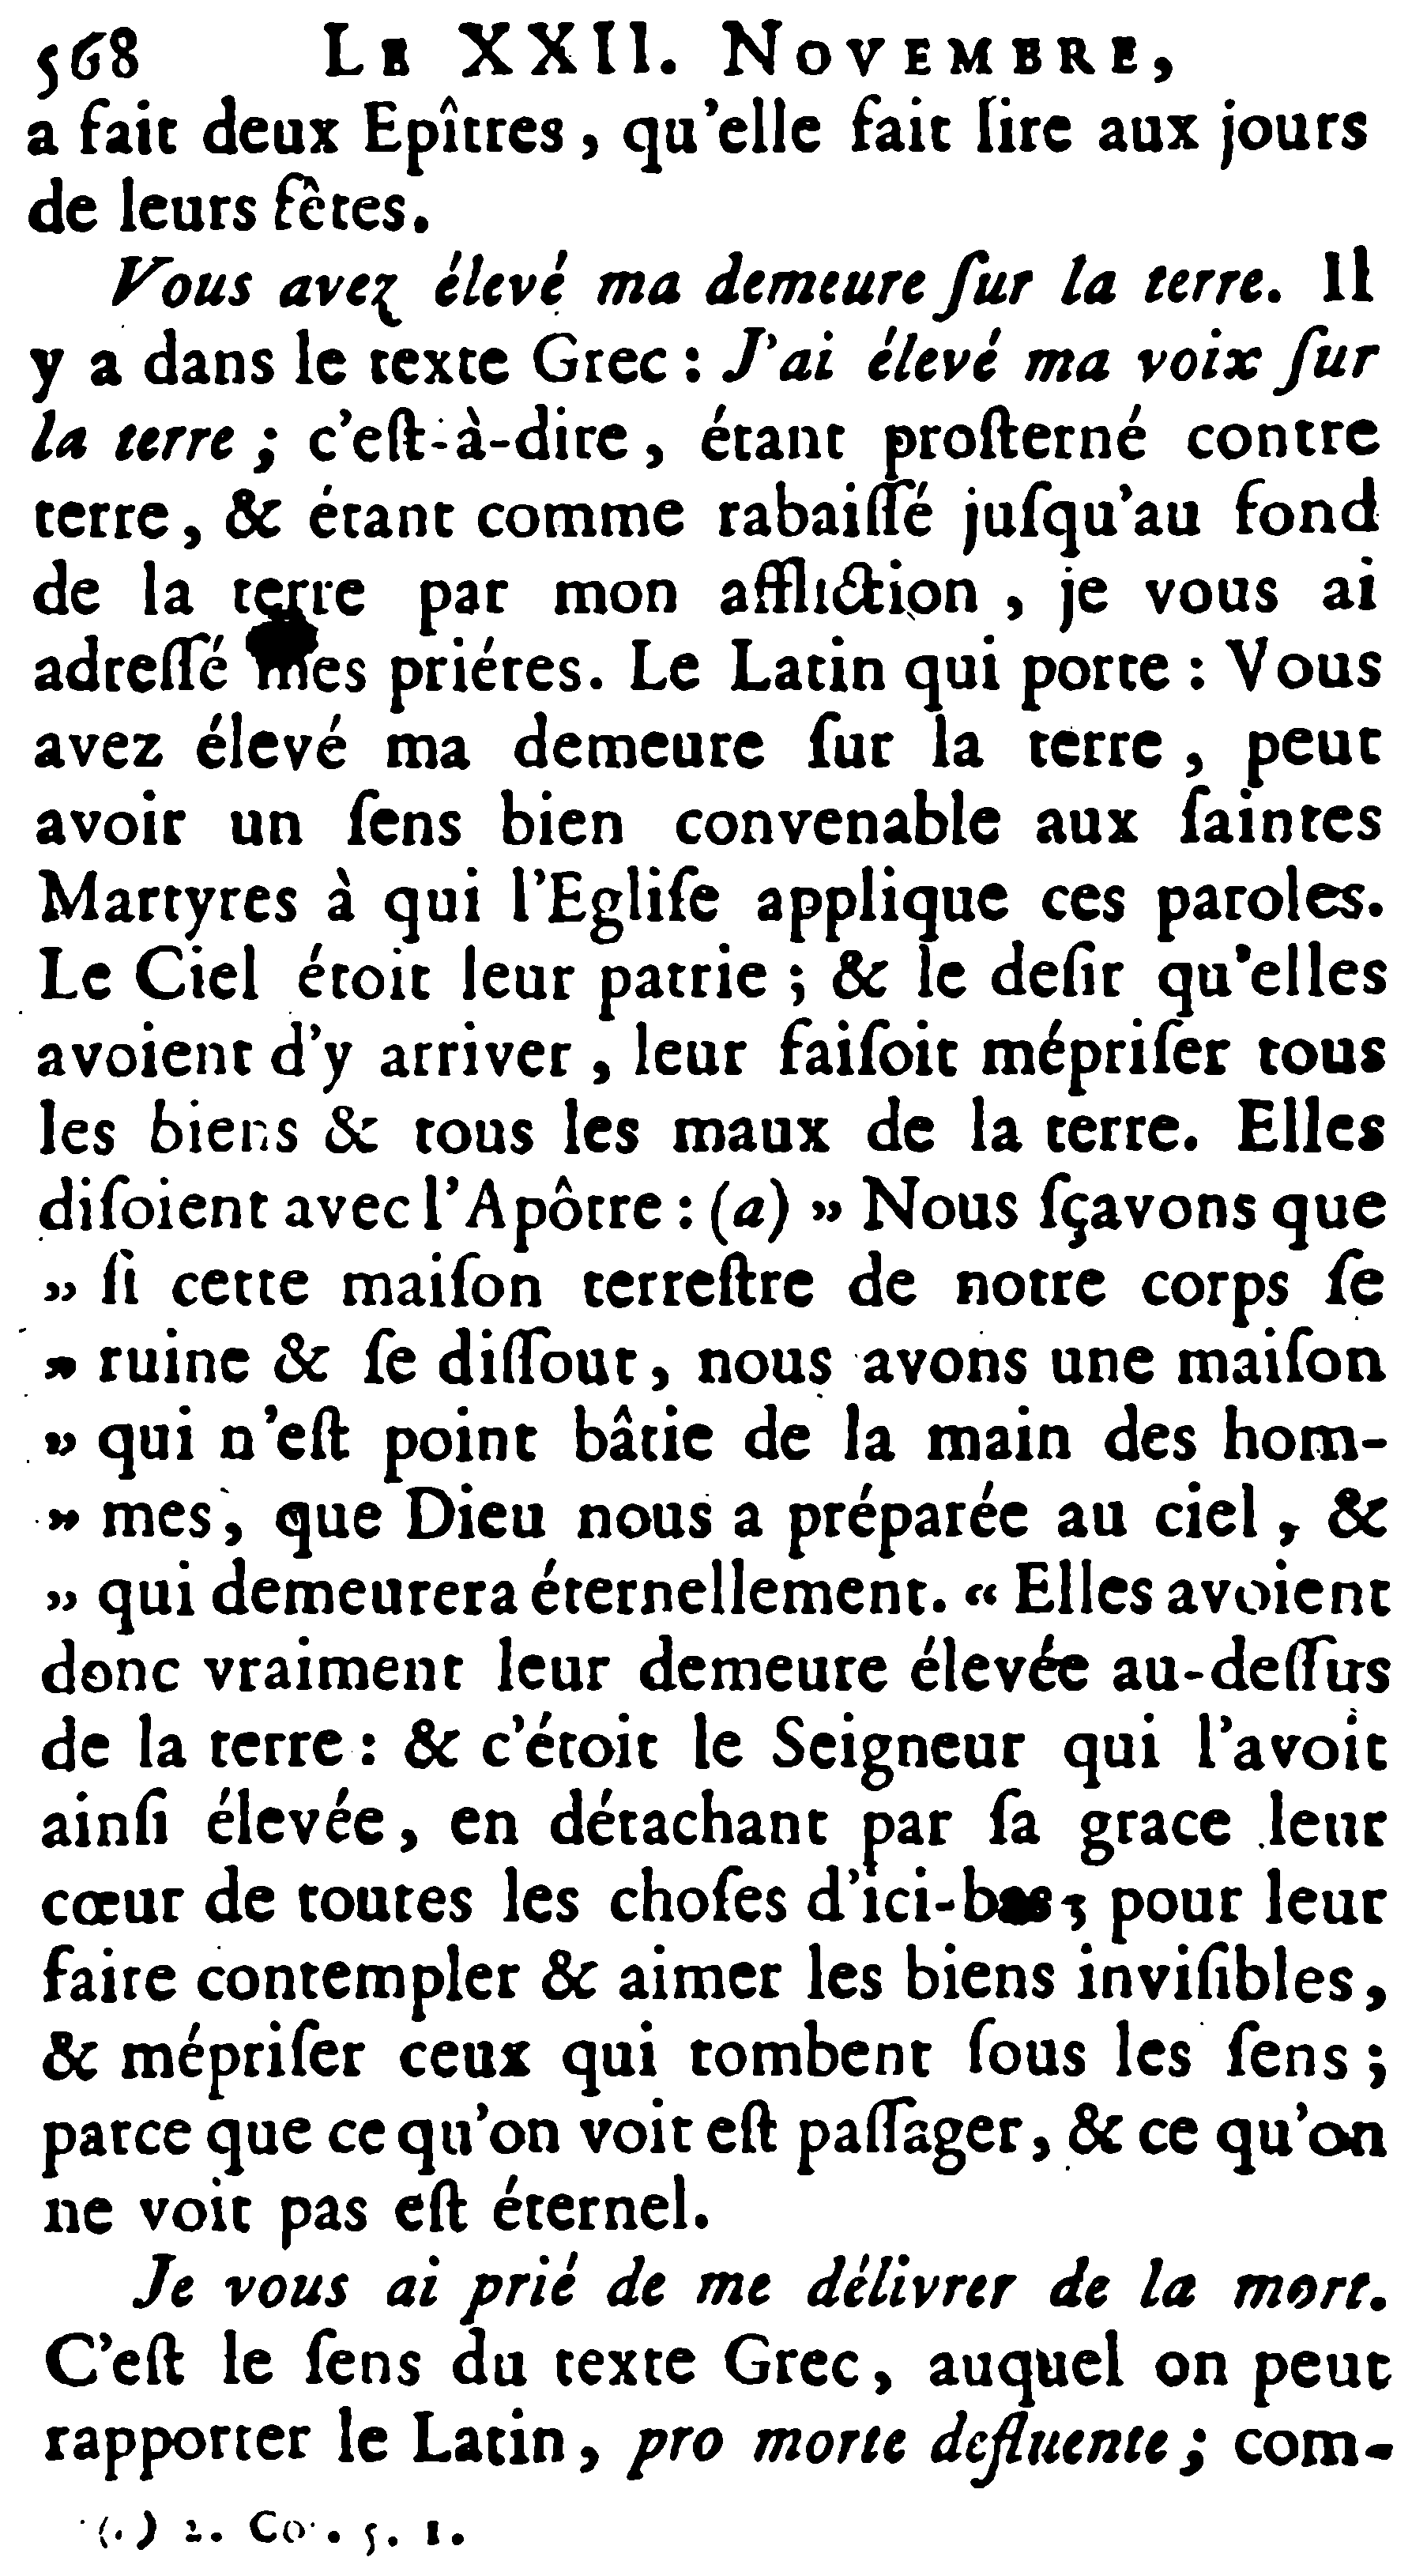 568 LE XXII. NOVEMBRE,
a fait deux Epîtres, qu'elle fait lire aux jours
de leurs fêtes.
Vous avez élevé ma demeure ſur la terre. Il
y a dans le texte Grec : J'ai élevé ma voix ſur
la terre ; c'eſt-à-dire, étant proſterné contre
terre, & étant comme rabaiſſé juſqu'au fond
de la terre par mon affliction, je vous ai
adreſſé mes priéres. Le Latin qui porte : Vous
avez élevé ma demeure ſur la terre, peut
avoir un ſens bien convenable aux ſaintes
Martyres à qui l'Egliſe applique ces paroles.
Le Ciel étoit leur patrie ; & le deſir qu'elles
avoient d'y arriver, leur faiſoit mépriſer tous
les biens & tous les maux de la terre. Elles
diſoient avec l'Apôtre : (a) » Nous ſçavons que
» ſi cette maiſon terreſtre de notre corps ſe
» ruine & ſe diſſout, nous avons une maiſon
» qui n'eſt point bâtie de la main des hom-
» mes, que Dieu nous a préparée au ciel, &
» qui demeurera éternellement. « Elles avoient
donc vraiment leur demeure élevée au-deſſus
de la terre : & c'étoit le Seigneur qui l'avoit
ainſi élevée, en détachant par ſa grace leur
cœur de toutes les choſes d'ici-bas, pour leur
faire contempler & aimer les biens inviſibles,
& mépriſer ceux qui tombent ſous les ſens ;
parce que ce qu'on voit eſt paſſager, & ce qu'on
ne voit pas eſt éternel.
Je vous ai prié de me délivrer de la mort.
C'eſt le ſens du texte Grec, auquel on peut
rapporter le Latin, pro morte defluente ; com-
2. Co. 5. 1.